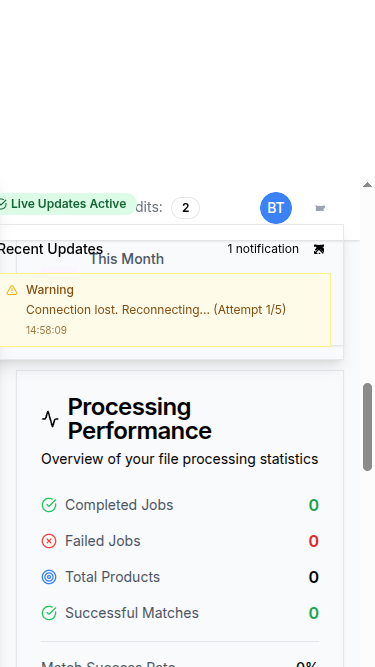 Live Updates Active
dits:
2
BT
Recent Updates
1 notification
This Month
Warning
Connection lost. Reconnecting... (Attempt 1/5)
14:58:09
Processing
Performance
Overview of your file processing statistics
Completed Jobs 0
Failed Jobs 0
Total Products 0
Successful Matches 0
Match Success Rate 0%